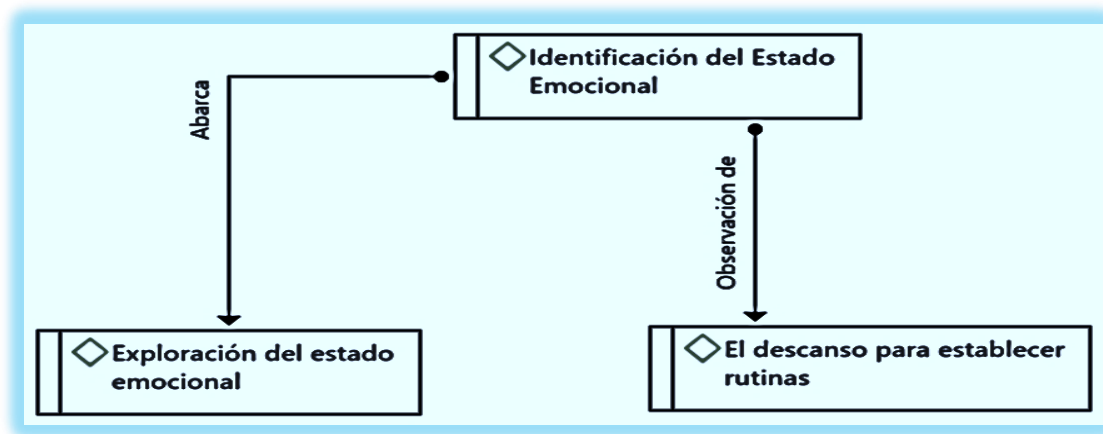 Identificación del Estado
Emocional
Abarca
Observación de
Exploración del estado
emocional
El descanso para establecer
rutinas